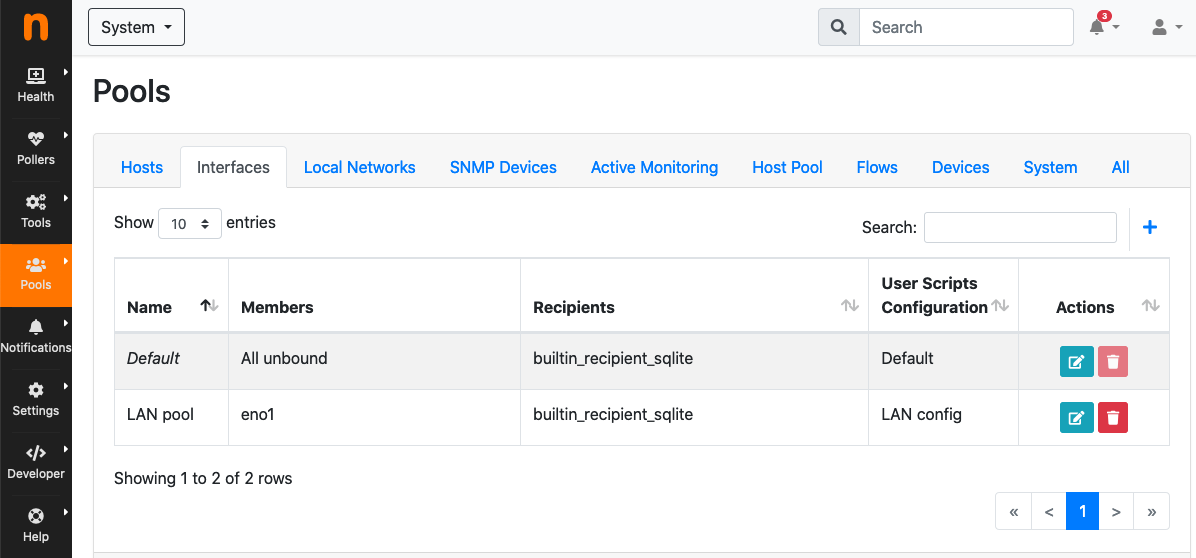 n
System
Search
3
Health
Pollers
Tools
Pools
Notifications
Settings
Developer
Help
Pools
Hosts Interfaces Local Networks SNMP Devices Active Monitoring Host Pool Flows Devices System All
Show 10 entries
Search:
Name Members Recipients User Scripts Configuration Actions
Default All unbound builtin_recipient_sqlite Default
LAN pool eno1 builtin_recipient_sqlite LAN config
Showing 1 to 2 of 2 rows
« < 1 > »